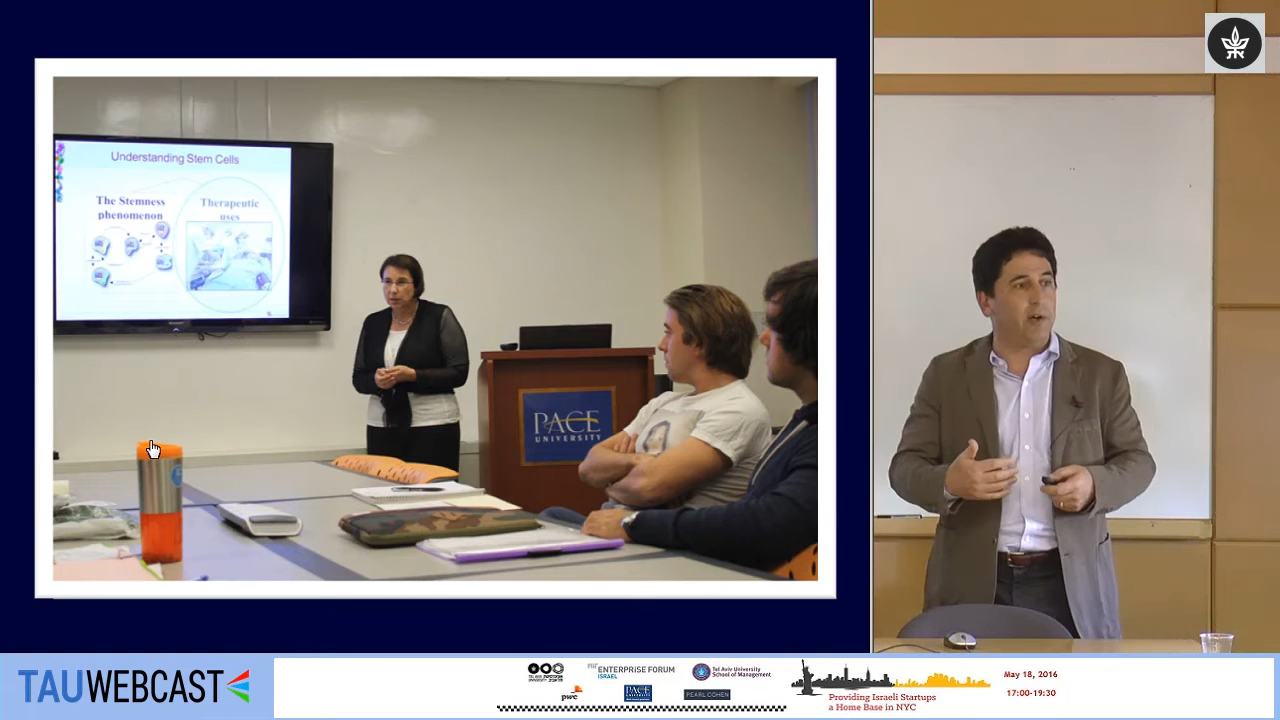 Understanding Stem Cells
The Stemness
phenomenon
Therapeutic
uses
PACE
UNIVERSITY
TAUWEBCAST
MIT
ENTERPRISE FORUM
ISRAEL
Tel Aviv University
School of Management
pwc
PACE
UNIVERSITY
PEARL COHEN
Providing Israeli Startups
a Home Base in NYC
May 18, 2016
17:00-19:30